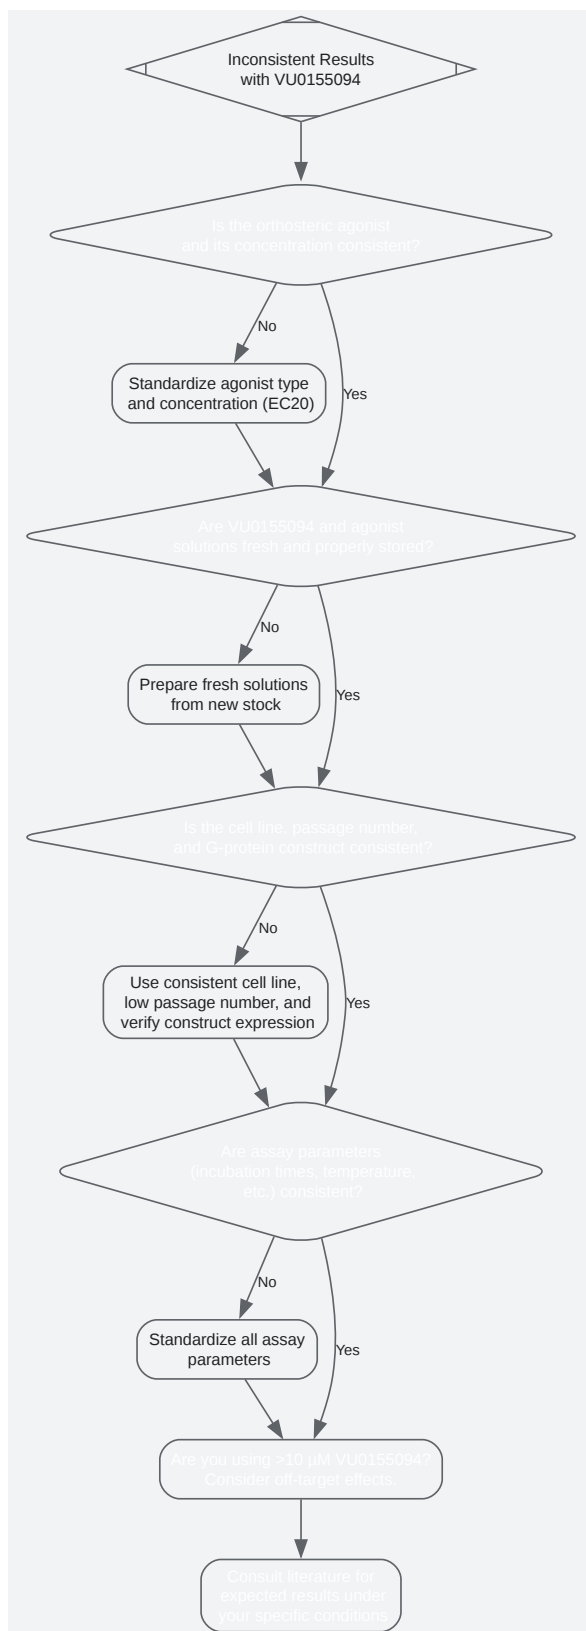 Inconsistent Results
with VU0155094
Is the orthosteric agonist
and its concentration consistent?
No
Standardize agonist type
and concentration (EC20)
Yes
Are VU0155094 and agonist
solutions fresh and properly stored?
No
Prepare fresh solutions
from new stock
Yes
Is the cell line, passage number,
and G-protein construct consistent?
No
Use consistent cell line,
low passage number, and
verify construct expression
Yes
Are assay parameters
(incubation times, temperature,
etc.) consistent?
No
Standardize all assay
parameters
Yes
Are you using >10 µM VU0155094?
Consider off-target effects.
Consult literature for
expected results under
your specific conditions